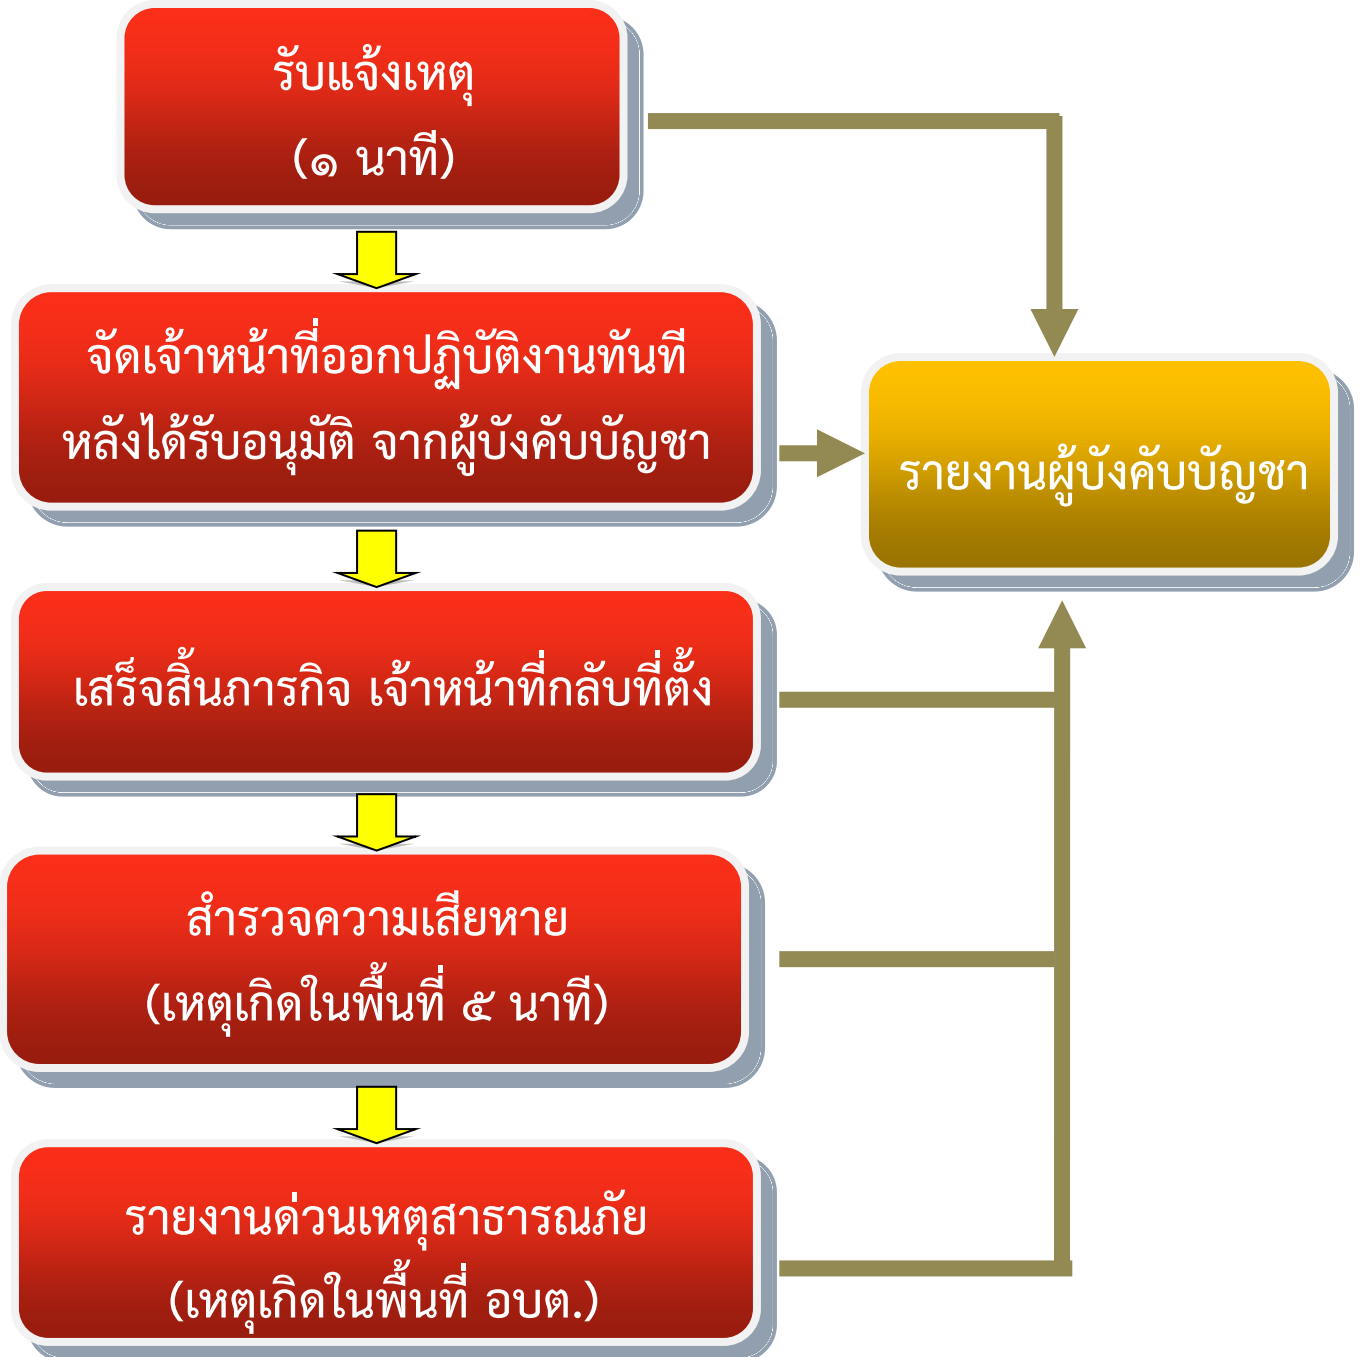 รับแจ้งเหตุ
(๑ นาที)
จัดเจ้าหน้าที่ออกปฏิบัติงานทันที
หลังได้รับอนุมัติ จากผู้บังคับบัญชา
รายงานผู้บังคับบัญชา
เสร็จสิ้นภารกิจ เจ้าหน้าที่กลับที่ตั้ง
สำรวจความเสียหาย
(เหตุเกิดในพื้นที่ ๕ นาที)
รายงานด่วนเหตุสาธารณภัย
(เหตุเกิดในพื้นที่ อบต.)